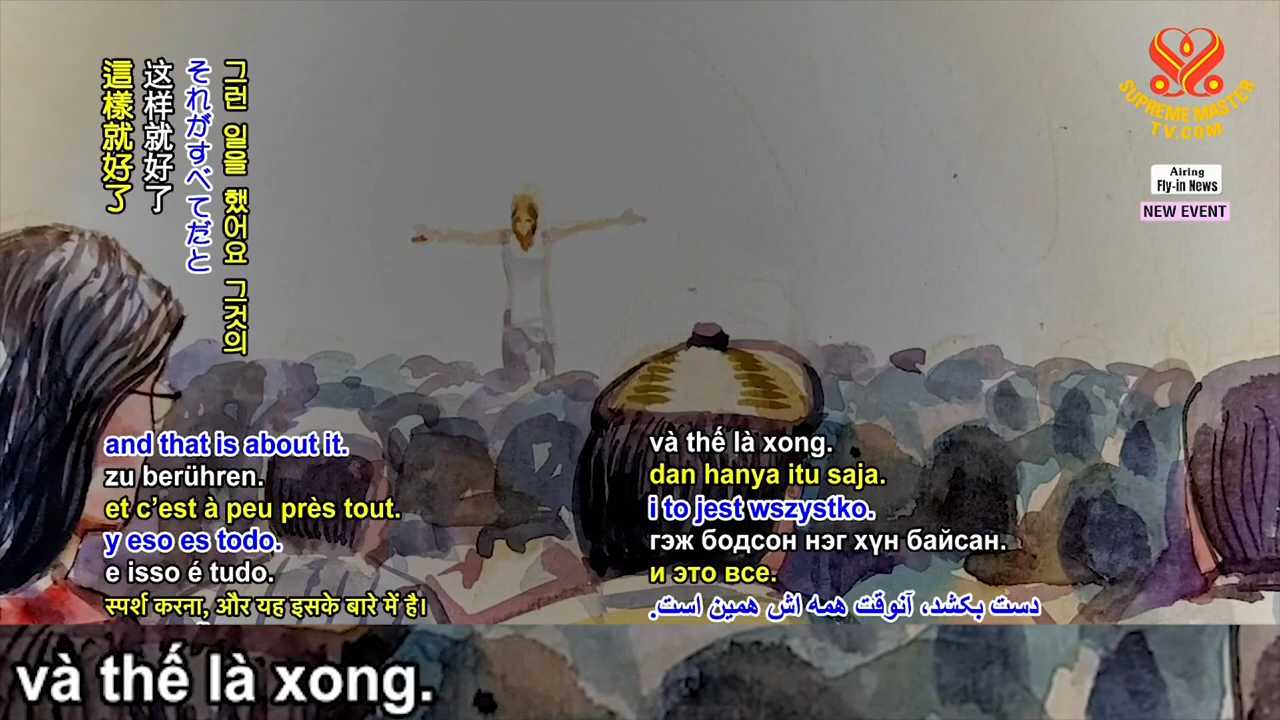 그런 일을 했어요 그것의
それがすべてだと
这样就好了
這樣就好了
SUPREME MASTER
TV.COM
Airing
Fly-in News
NEW EVENT
and that is about it.
zu berühren.
et c’est à peu près tout.
y eso es todo.
e isso é tudo.
स्पर्श करना, और यह इसके बारे में है।
và thế là xong.
dan hanya itu saja.
i to jest wszystko.
гэж бодсон нэг хүн байсан.
и это все.
دست بکشد، آنوقت همه اش همین است.
và thế là xong.